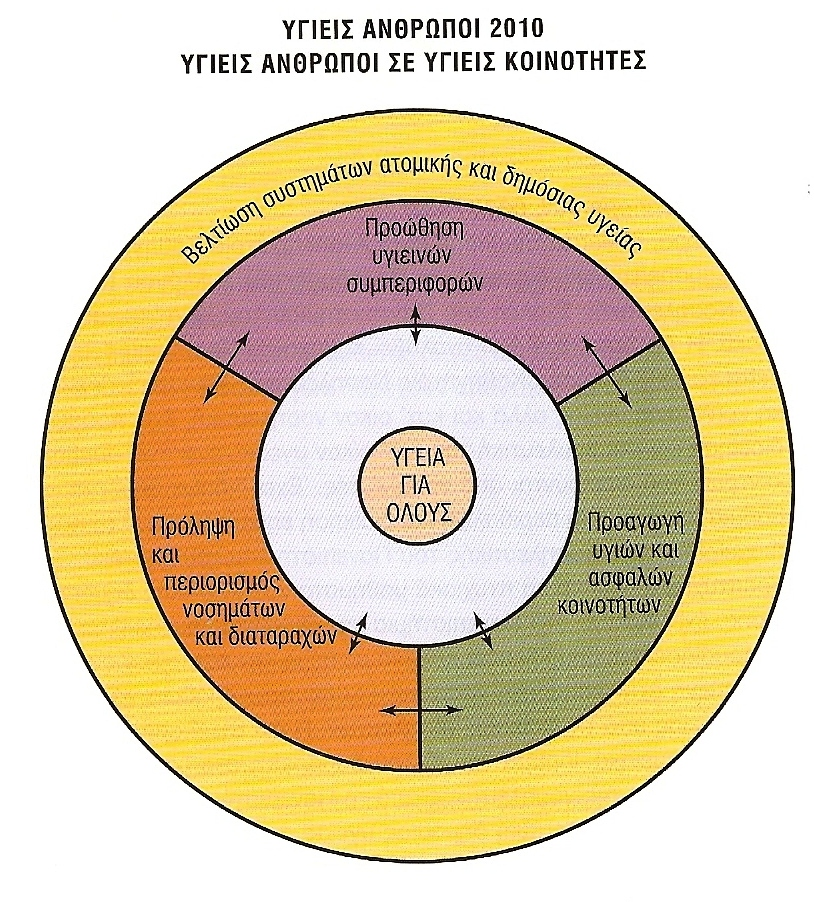 ΥΓΙΕΙΣ ΑΝΘΡΩΠΟΙ 2010
ΥΓΙΕΙΣ ΑΝΘΡΩΠΟΙ ΣΕ ΥΓΙΕΙΣ ΚΟΙΝΟΤΗΤΕΣ
Βελτίωση συστημάτων ατομικής και δημόσιας υγείας
Προώθηση
υγιεινών
συμπεριφορών
ΥΓΕΙΑ
ΓΙΑ
ΟΛΟΥΣ
Πρόληψη
και
περιορισμός
νοσημάτων
και διαταραχών
Προαγωγή
υγιών και
ασφαλών
κοινοτήτων